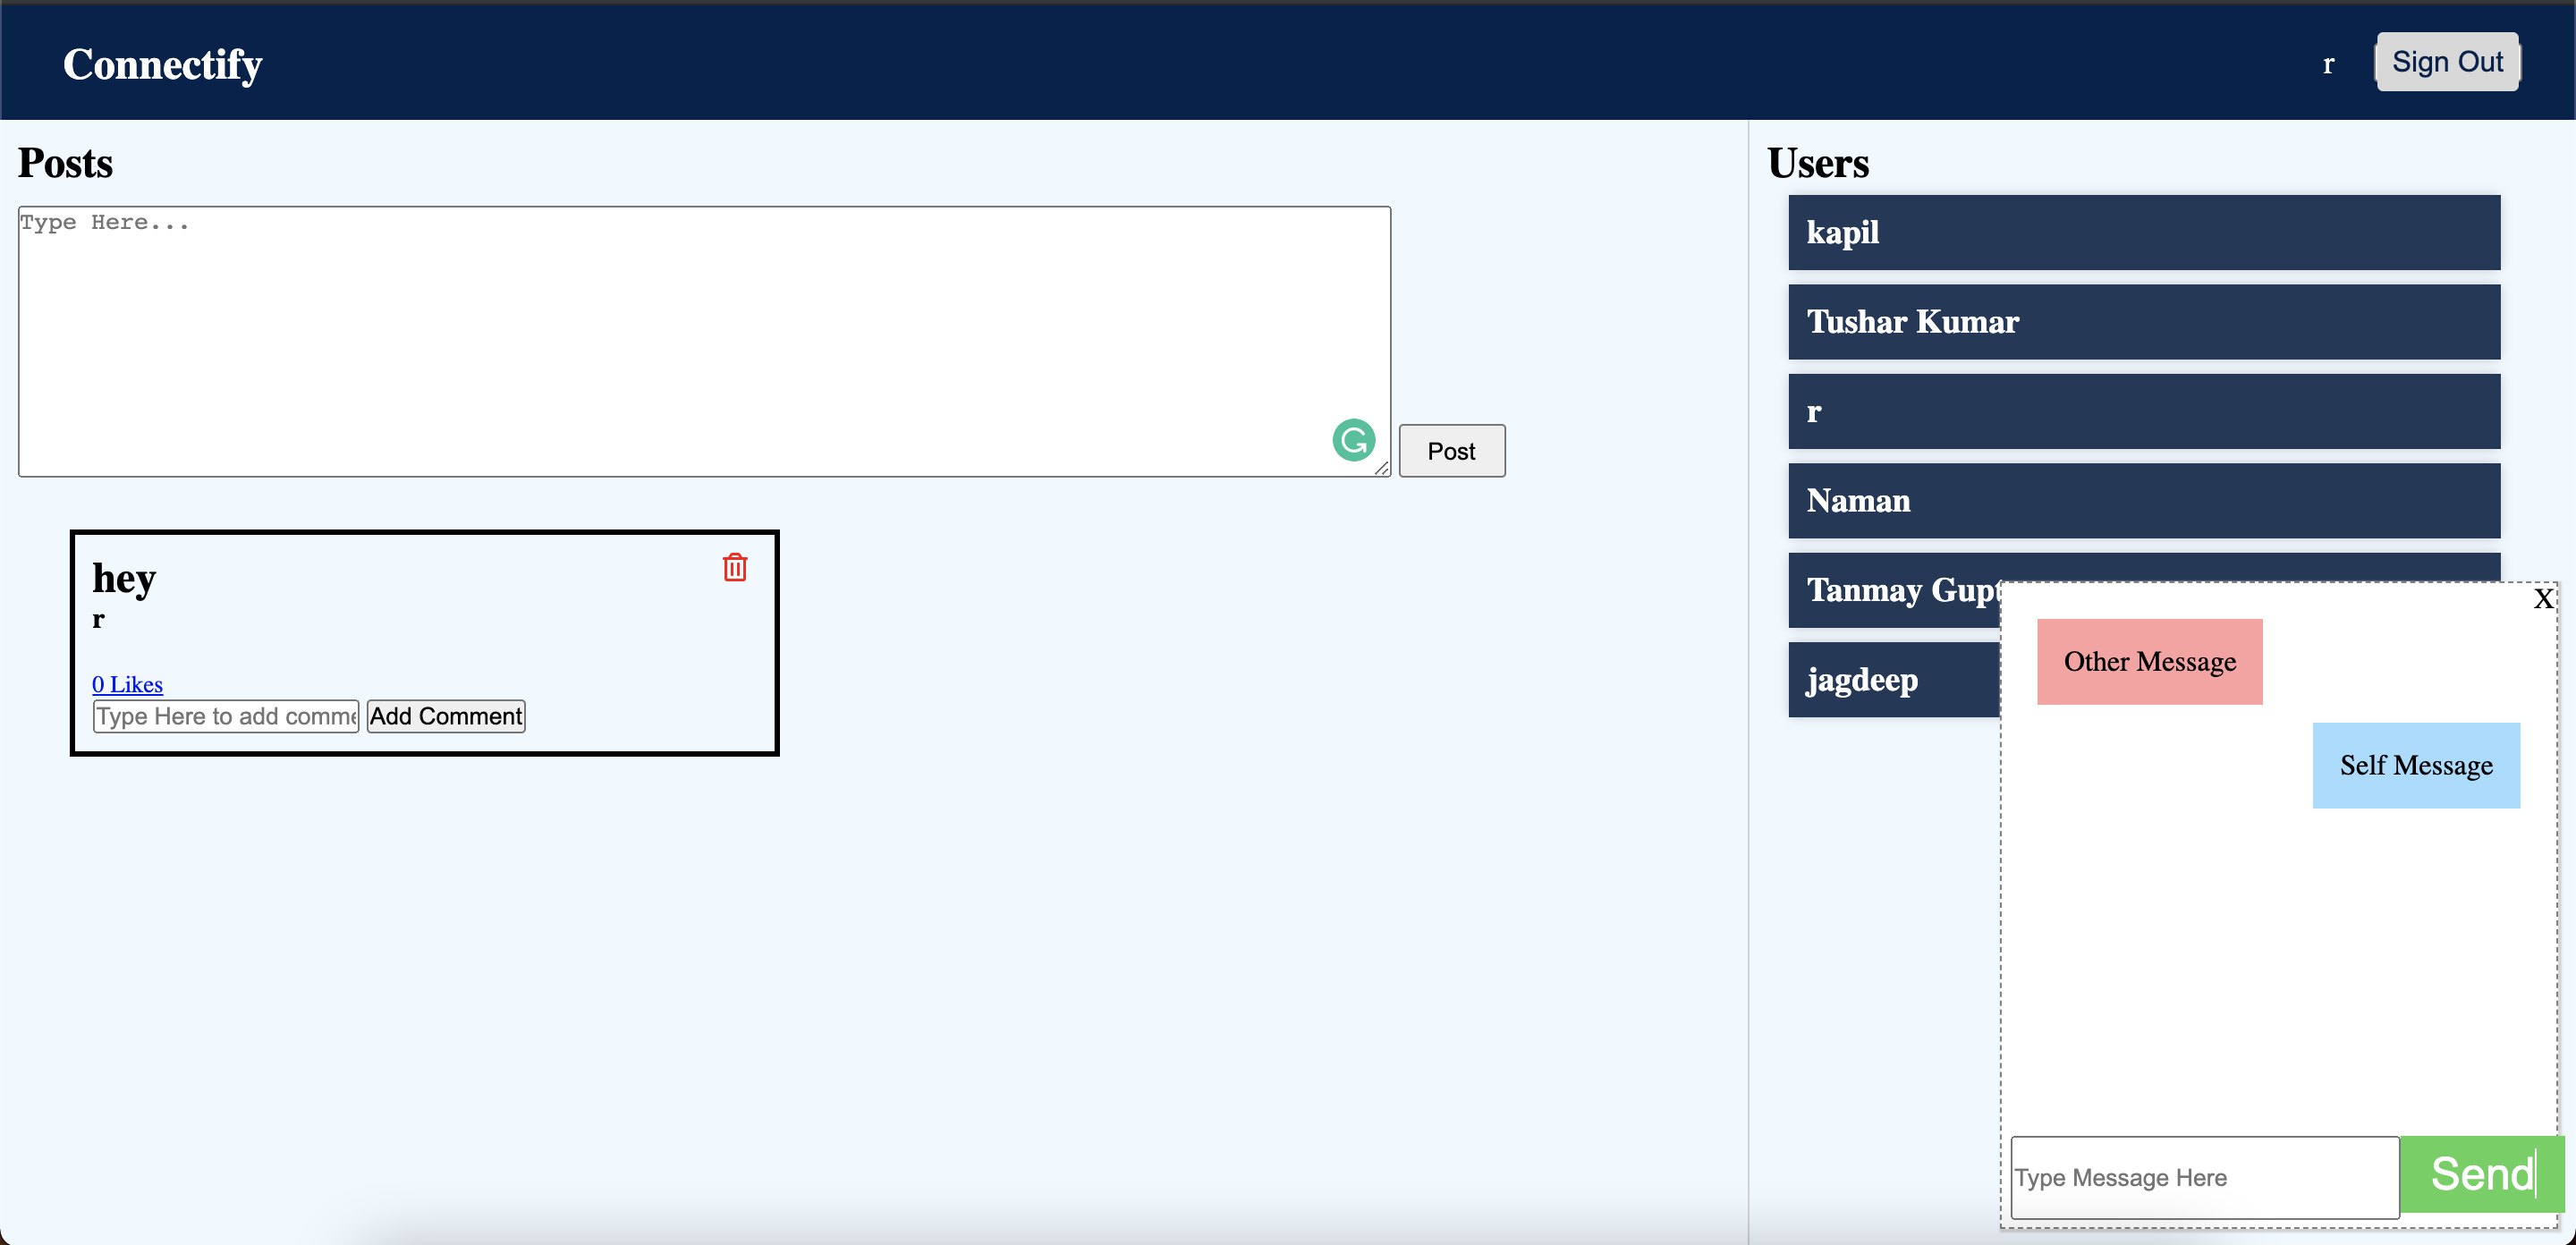 Connectify
r
Sign Out
Posts
Type Here...
Post
hey
r
0 Likes
Type Here to add comme
Add Comment
Users
kapil
Tushar Kumar
r
Naman
Tanmay Gupt
jagdeep
X
Other Message
Self Message
Type Message Here
Send